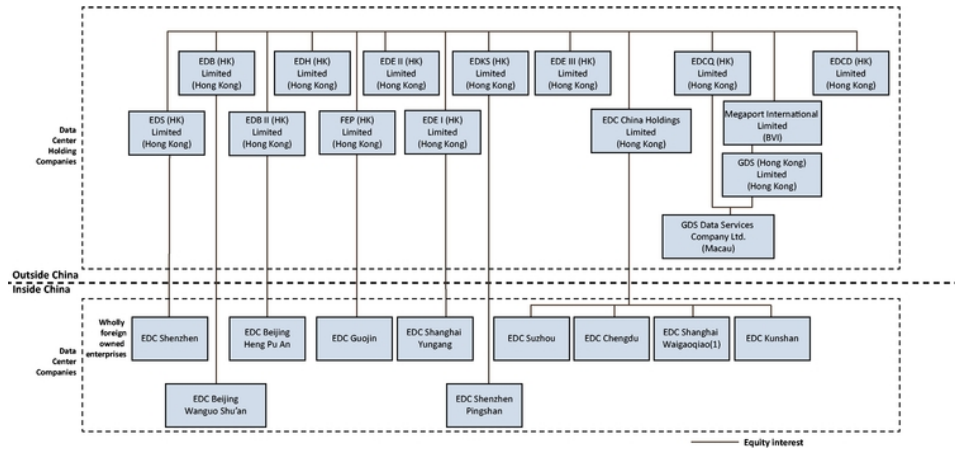 EDB (HK)
Limited
(Hong Kong)
EDH (HK)
Limited
(Hong Kong)
EDE II (HK)
Limited
(Hong Kong)
EDKS (HK)
Limited
(Hong Kong)
EDE III (HK)
Limited
(Hong Kong)
EDCQ (HK)
Limited
(Hong Kong)
EDCD (HK)
Limited
(Hong Kong)
EDS (HK)
Limited
(Hong Kong)
EDB II (HK)
Limited
(Hong Kong)
FEP (HK)
Limited
(Hong Kong)
EDE I (HK)
Limited
(Hong Kong)
EDC China Holdings
Limited
(Hong Kong)
Megaport International
Limited
(BVI)
Data
Center
Holding
Companies
GDS (Hong Kong)
Limited
(Hong Kong)
GDS Data Services
Company Ltd.
(Macau)
Outside China
Inside China
Wholly
foreign
owned
enterprises
Data
Center
Companies
EDC Shenzhen
EDC Beijing
Heng Pu An
EDC Guojin
EDC Shanghai
Yungang
EDC Suzhou
EDC Chengdu
EDC Shanghai
Waigaoqiao(1)
EDC Kunshan
EDC Beijing
Wanguo Shu'an
EDC Shenzhen
Pingshan
Equity interest